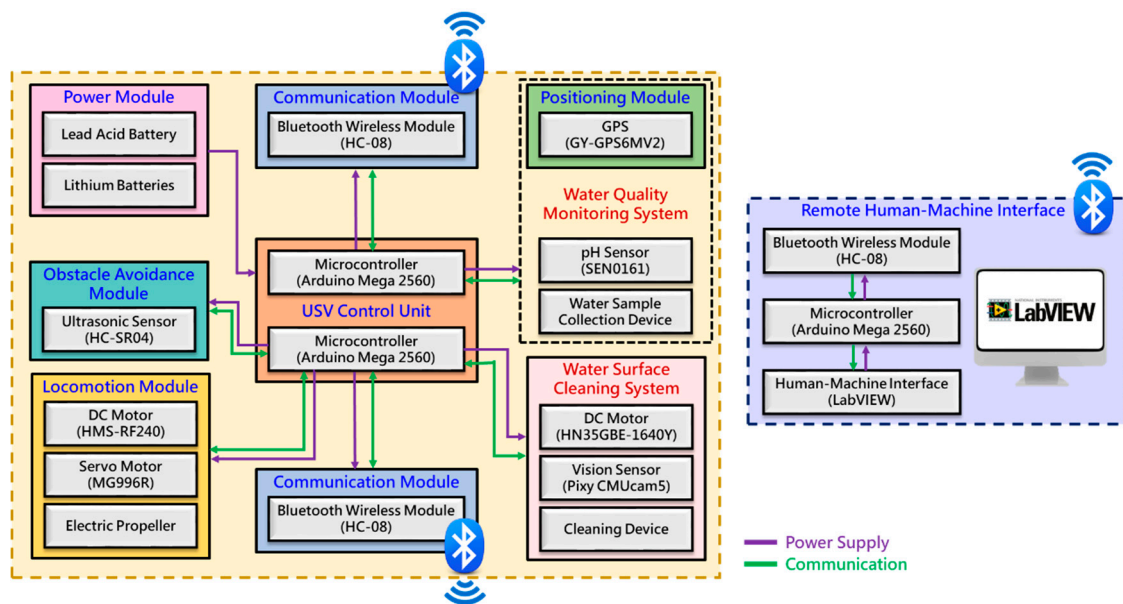 Power Module
Lead Acid Battery
Lithium Batteries
Communication Module
Bluetooth Wireless Module
(HC-08)
Positioning Module
GPS
(GY-GPS6MV2)
Water Quality
Monitoring System
pH Sensor
(SEN0161)
Water Sample
Collection Device
Obstacle Avoidance
Module
Ultrasonic Sensor
(HC-SR04)
Microcontroller
(Arduino Mega 2560)
USV Control Unit
Microcontroller
(Arduino Mega 2560)
Locomotion Module
DC Motor
(HMS-RF240)
Servo Motor
(MG996R)
Electric Propeller
Communication Module
Bluetooth Wireless Module
(HC-08)
Water Surface
Cleaning System
DC Motor
(HN35GBE-1640Y)
Vision Sensor
(Pixy CMUcam5)
Cleaning Device
Remote Human-Machine Interface
Bluetooth Wireless Module
(HC-08)
Microcontroller
(Arduino Mega 2560)
Human-Machine Interface
(LabVIEW)
NATIONAL INSTRUMENTS
LabVIEW
Power Supply
Communication